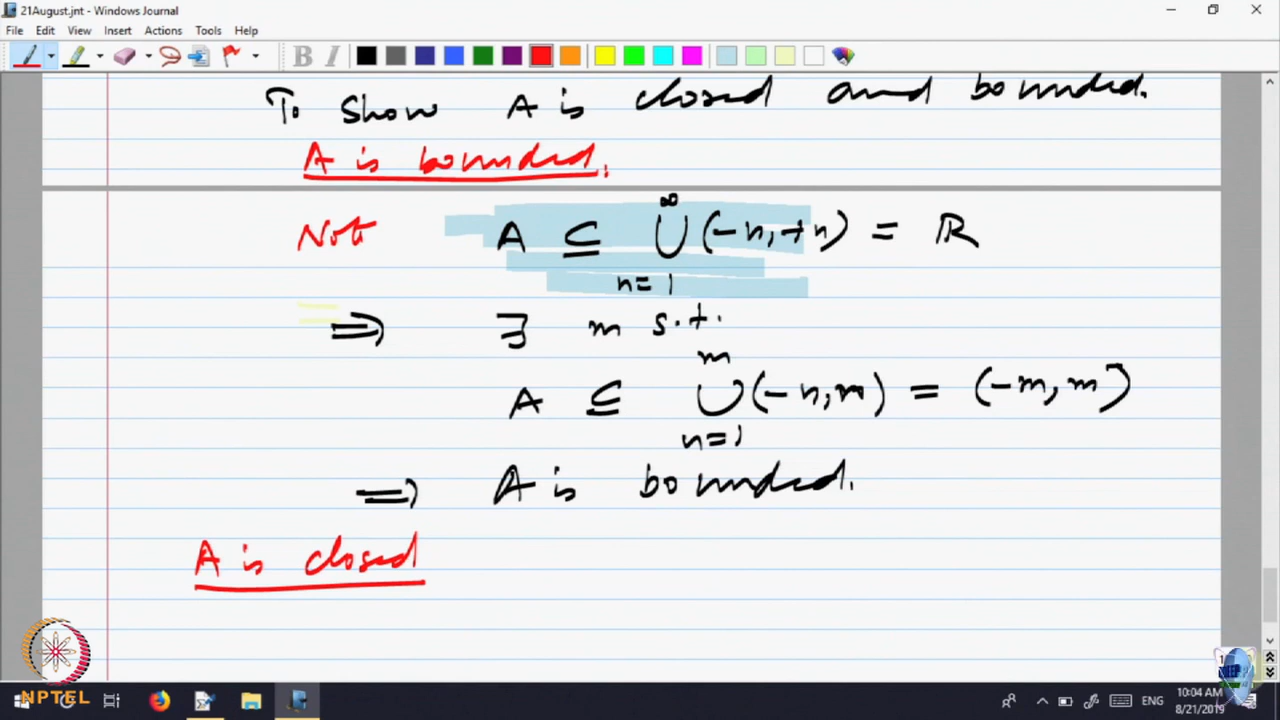 21August.jnt - Windows Journal
File Edit View Insert Actions Tools Help
To show A is closed and bounded.
A is bounded.
Note A ⊆ ∞ ∪ n=1 (-n,+n) = ℝ
⟹ ∃ m s.t.
A ⊆ m ∪ n=1 (-n,m) = (-m,m)
⟹ A is bounded.
A is closed
NPTEL
ENG
10:04 AM
8/21/2019